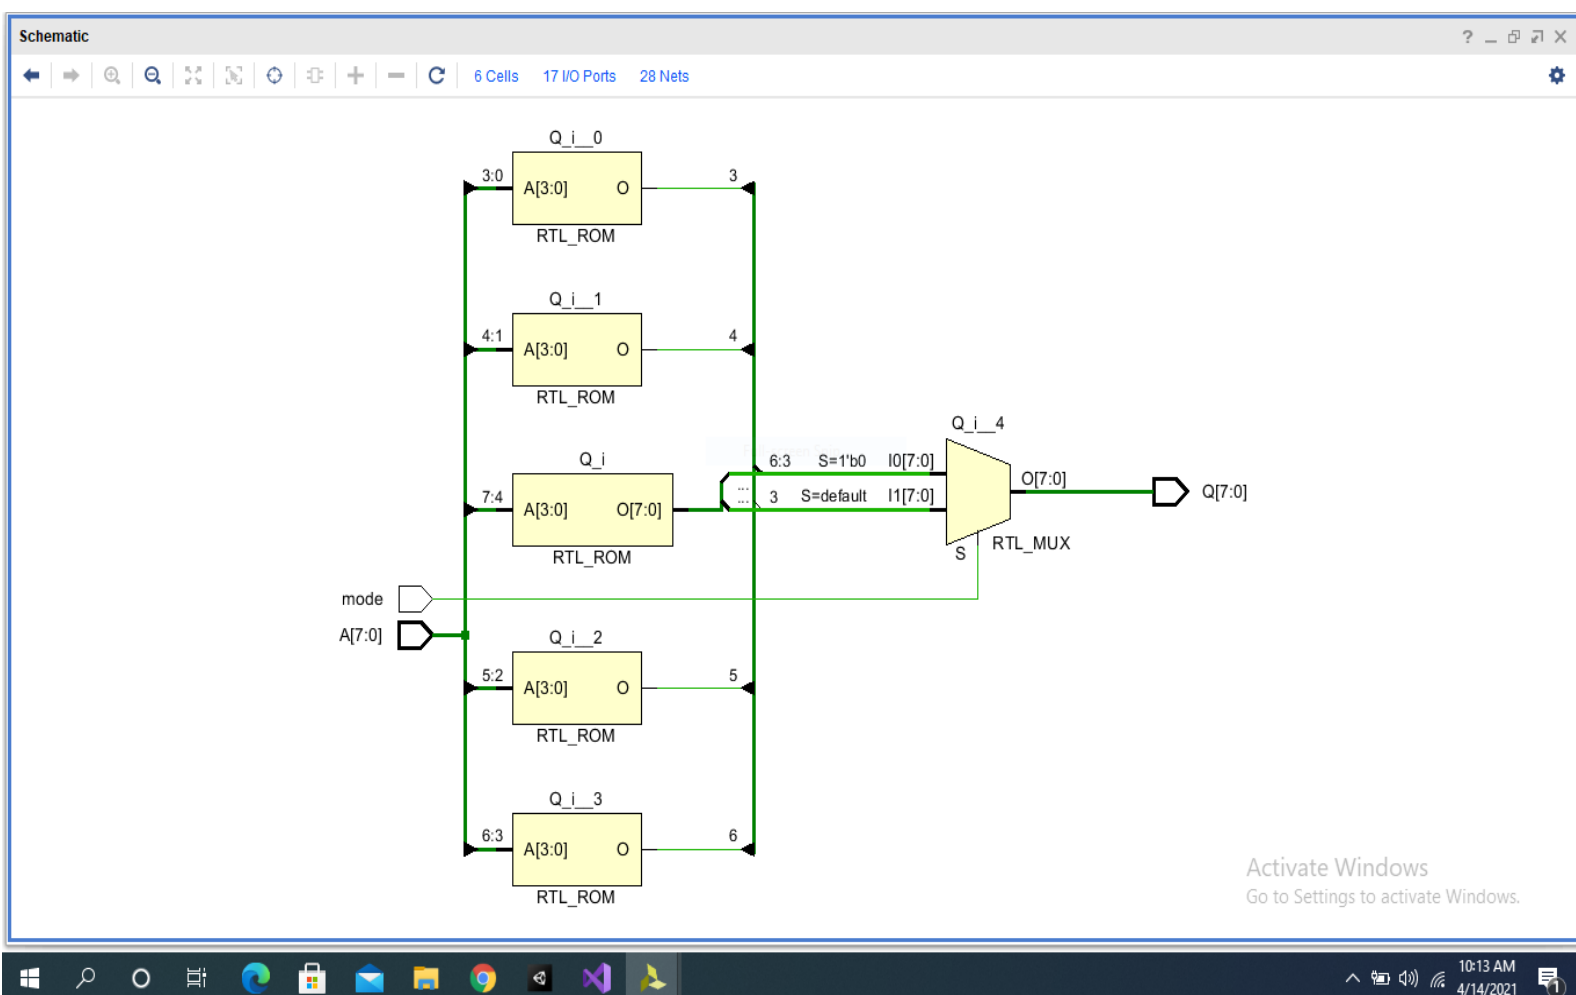 Schematic
6 Cells 17 I/O Ports 28 Nets
Q_i__0
3:0 A[3:0] O 3
RTL_ROM
Q_i__1
4:1 A[3:0] O 4
RTL_ROM
Q_i__4
Q_i
6:3 S=1'b0 I0[7:0]
O[7:0] Q[7:0]
... 3 S=default I1[7:0]
7:4 A[3:0] O[7:0]
RTL_MUX
S
RTL_ROM
mode
A[7:0]
Q_i__2
5:2 A[3:0] O 5
RTL_ROM
Q_i__3
6:3 A[3:0] O 6
RTL_ROM
Activate Windows
Go to Settings to activate Windows.
10:13 AM
4/14/2021
1